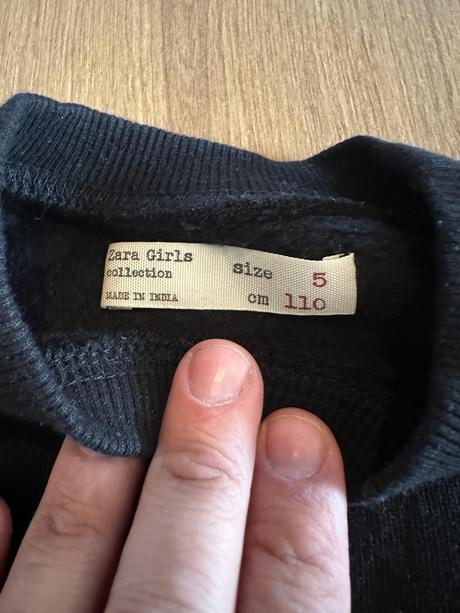 Zara Girls
collection
MADE IN INDIA
size 5
cm 110